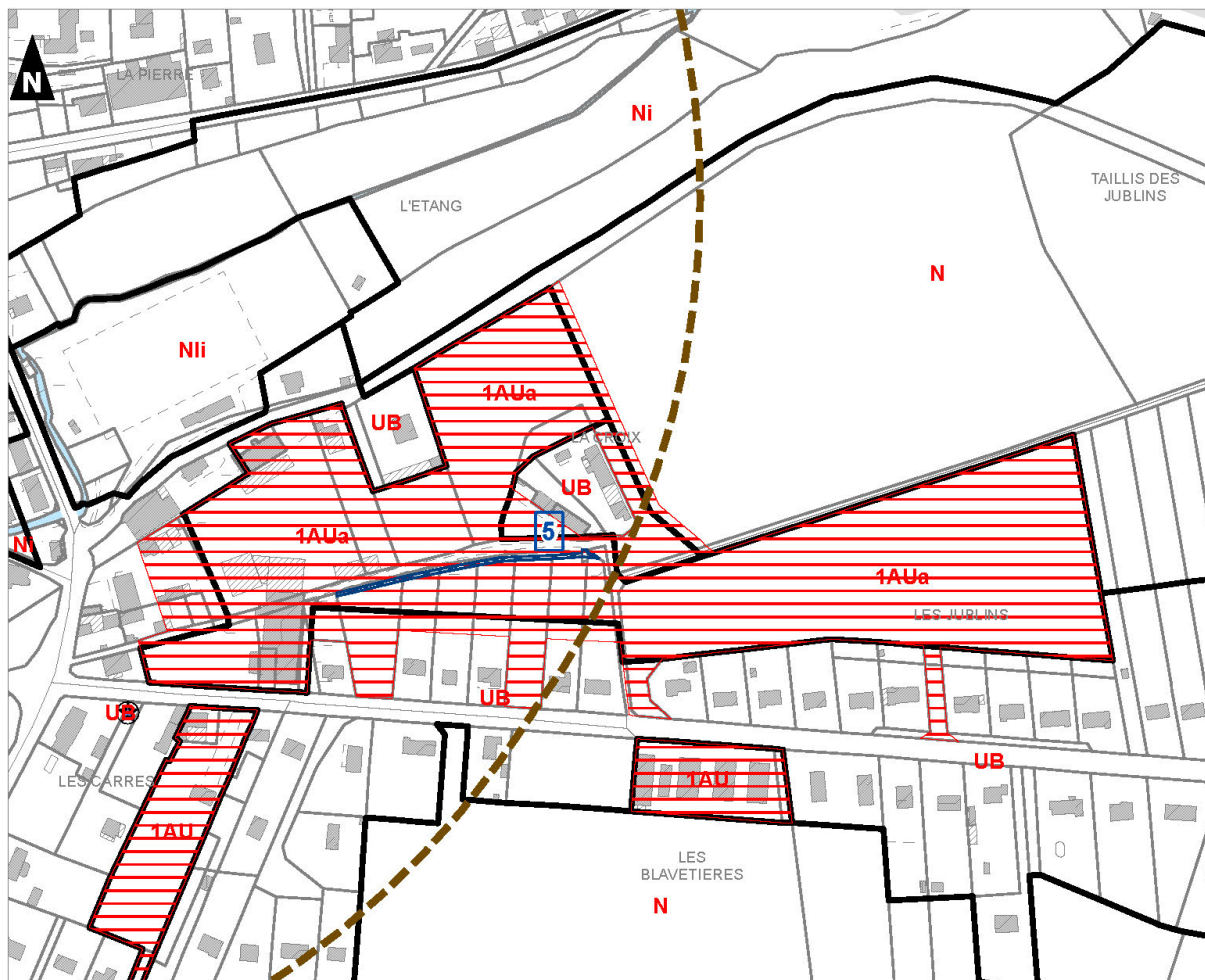 N
LA PIERRE
Ni
TAILLIS DES
JUBLINS
L'ETANG
N
Nli
1AUa
UB
LA CROIX
UB
5
1AUa
Ni
1AUa
LES JUBLINS
UB
UB
UB
LES CARRES
1AU
1AU
LES
BLAVETIERES
N